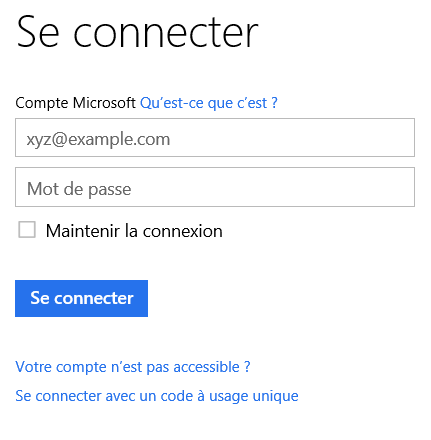 Se connecter
Compte Microsoft Qu'est-ce que c'est ?
xyz@example.com
Mot de passe
Maintenir la connexion
Se connecter
Votre compte n'est pas accessible ?
Se connecter avec un code à usage unique